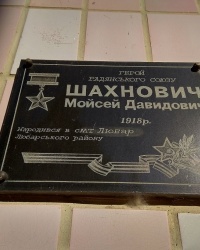 ГЕРОЙ
РАДЯНСЬКОГО СОЮЗУ
ШАХНОВИЧ
Мойсей Давидович
1918р.
Народився в смт Любар
Любарського району